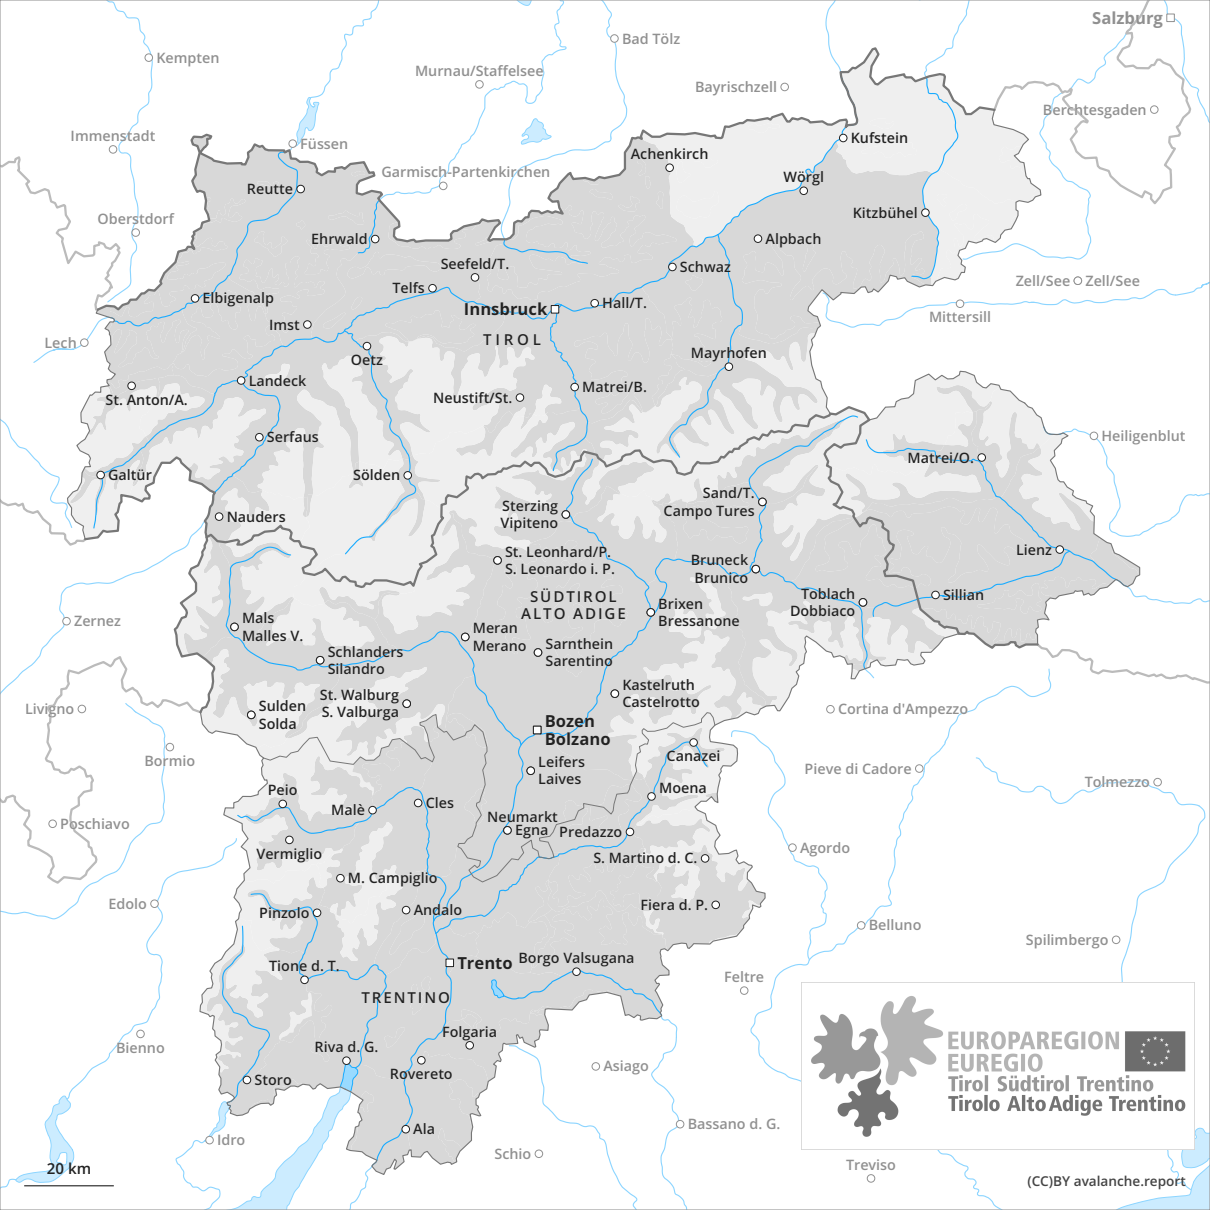 Salzburg
Bad Tölz
Kempten
Murnau/Staffelsee
Bayrischzell
Berchtesgaden
Immenstadt
Füssen
Kufstein
Achenkirch
Garmisch-Partenkirchen
Wörgl
Reutte
Oberstdorf
Kitzbühel
Ehrwald
Alpbach
Seefeld/T.
Schwaz
Zell/See
Zell/See
Telfs
Elbigenalp
Hall/T.
Innsbruck
Mittersill
Imst
TIROL
Lech
Mayrhofen
Oetz
Landeck
Matrei/B.
St. Anton/A.
Neustift/St.
Serfaus
Heiligenblut
Matrei/O.
Galtür
Sölden
Sand/T.
Campo Tures
Sterzing
Vipiteno
Nauders
St. Leonhard/P.
S. Leonardo i. P.
Lienz
Bruneck
Brunico
SÜDTIROL
ALTO ADIGE
Toblach
Dobbiaco
Sillian
Brixen
Bressanone
Zernez
Mals
Malles V.
Meran
Merano
Sarnthein
Sarentino
Schlanders
Silandro
Kastelruth
Castelrotto
St. Walburg
S. Valburga
Sulden
Solda
Livigno
Cortina d'Ampezzo
Bozen
Bolzano
Bormio
Canazei
Leifers
Laives
Pieve di Cadore
Tolmezzo
Peio
Moena
Malè
Cles
Neumarkt
Egna
Predazzo
Poschiavo
Vermiglio
Agordo
S. Martino d. C.
M. Campiglio
Edolo
Pinzolo
Andalo
Fiera d. P.
Belluno
Spilimbergo
Trento
Borgo Valsugana
Tione d. T.
Feltre
TRENTINO
Folgaria
Bienno
Riva d. G.
Rovereto
Asiago
Storo
EUROPAREGION
EUREGIO
Tirol Südtirol Trentino
Tirolo Alto Adige Trentino
Ala
Bassano d. G.
Idro
Schio
Treviso
20 km
(CC)BY avalanche.report